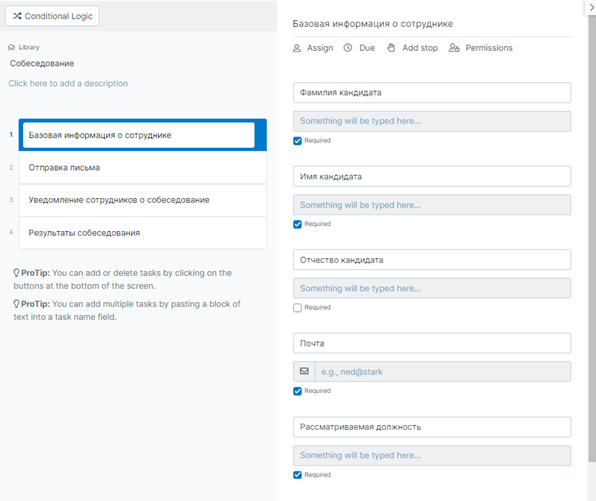 Conditional Logic
Library
Собеседование
Click here to add a description
1 Базовая информация о сотруднике
2 Отправка письма
3 Уведомление сотрудников о собеседование
4 Результаты собеседования
ProTip: You can add or delete tasks by clicking on the
buttons at the bottom of the screen.
ProTip: You can add multiple tasks by pasting a block of
text into a task name field.
Базовая информация о сотруднике
Assign Due Add stop Permissions
Фамилия кандидата
Something will be typed here...
Required
Имя кандидата
Something will be typed here...
Required
Отчество кандидата
Something will be typed here...
Required
Почта
e.g., ned@stark
Required
Рассматриваемая должность
Something will be typed here...
Required